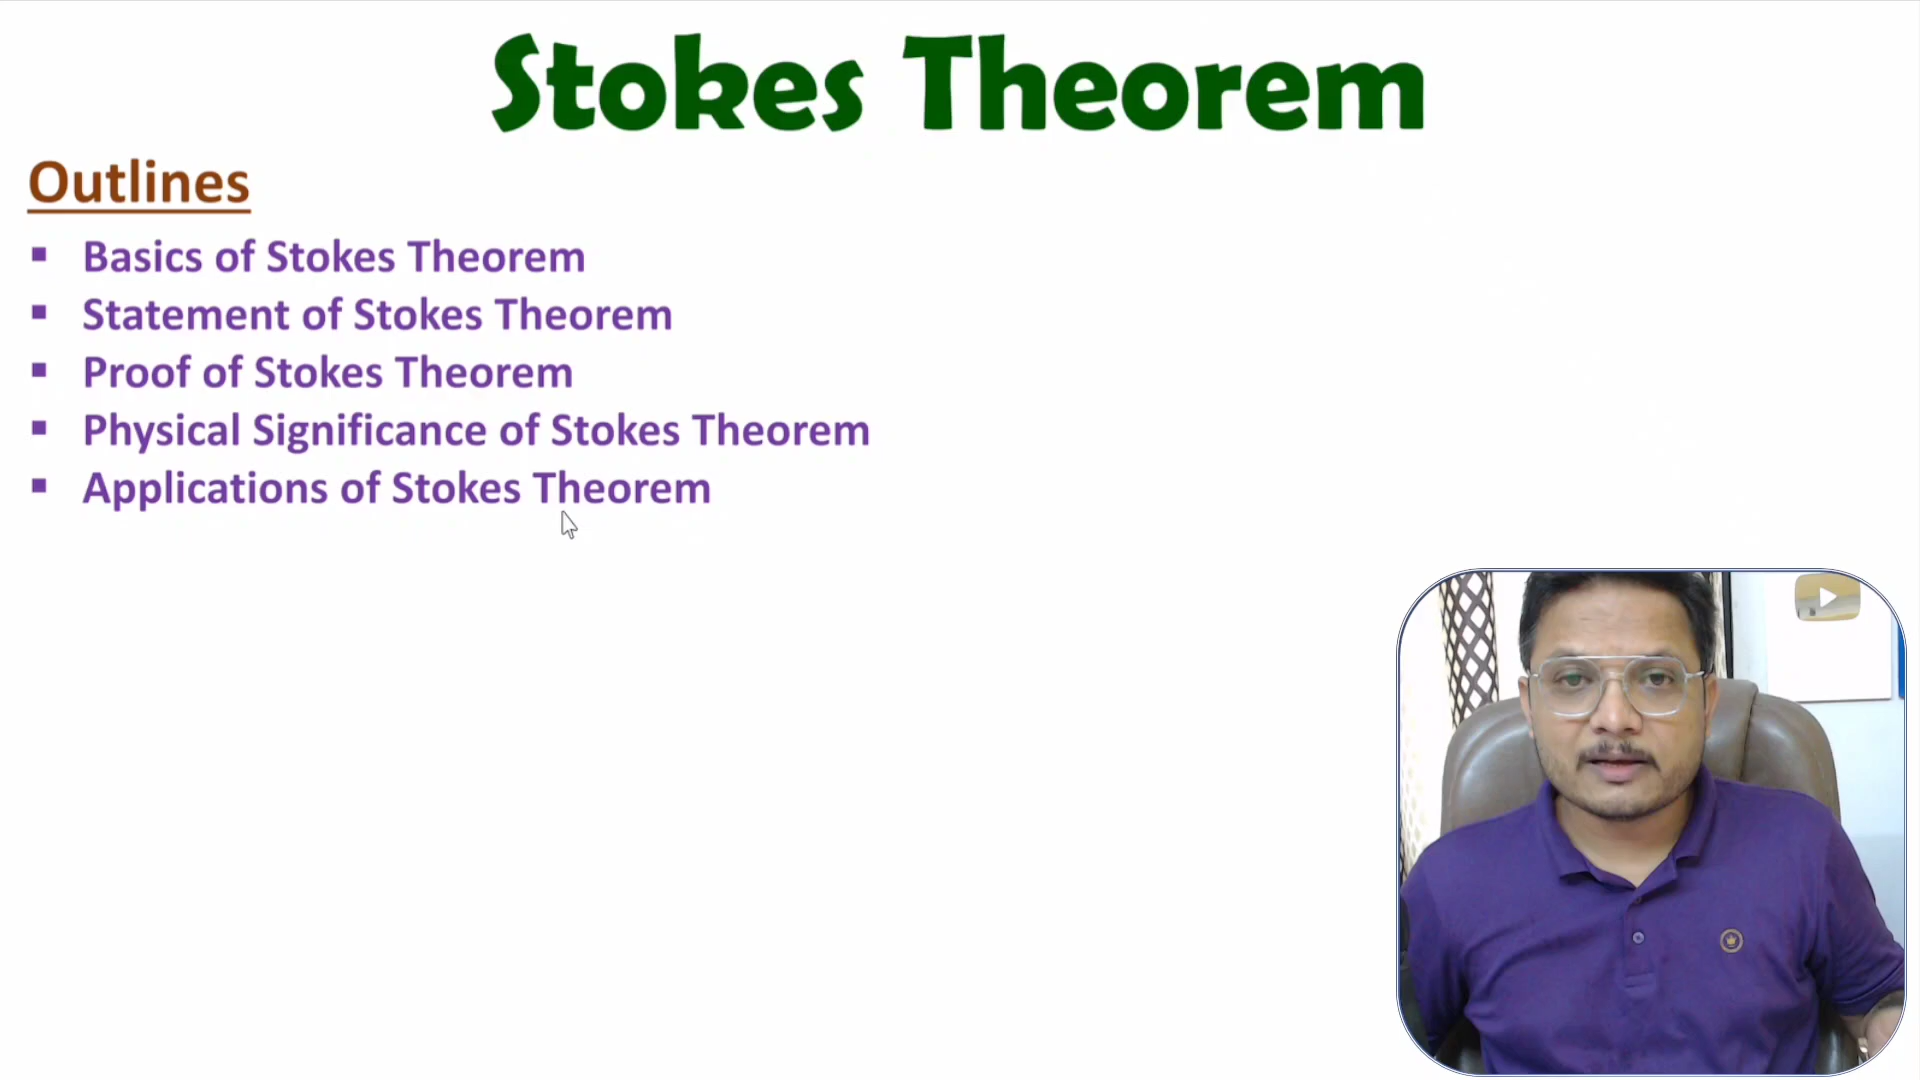 Stokes Theorem
Outlines
▪ Basics of Stokes Theorem
▪ Statement of Stokes Theorem
▪ Proof of Stokes Theorem
▪ Physical Significance of Stokes Theorem
▪ Applications of Stokes Theorem